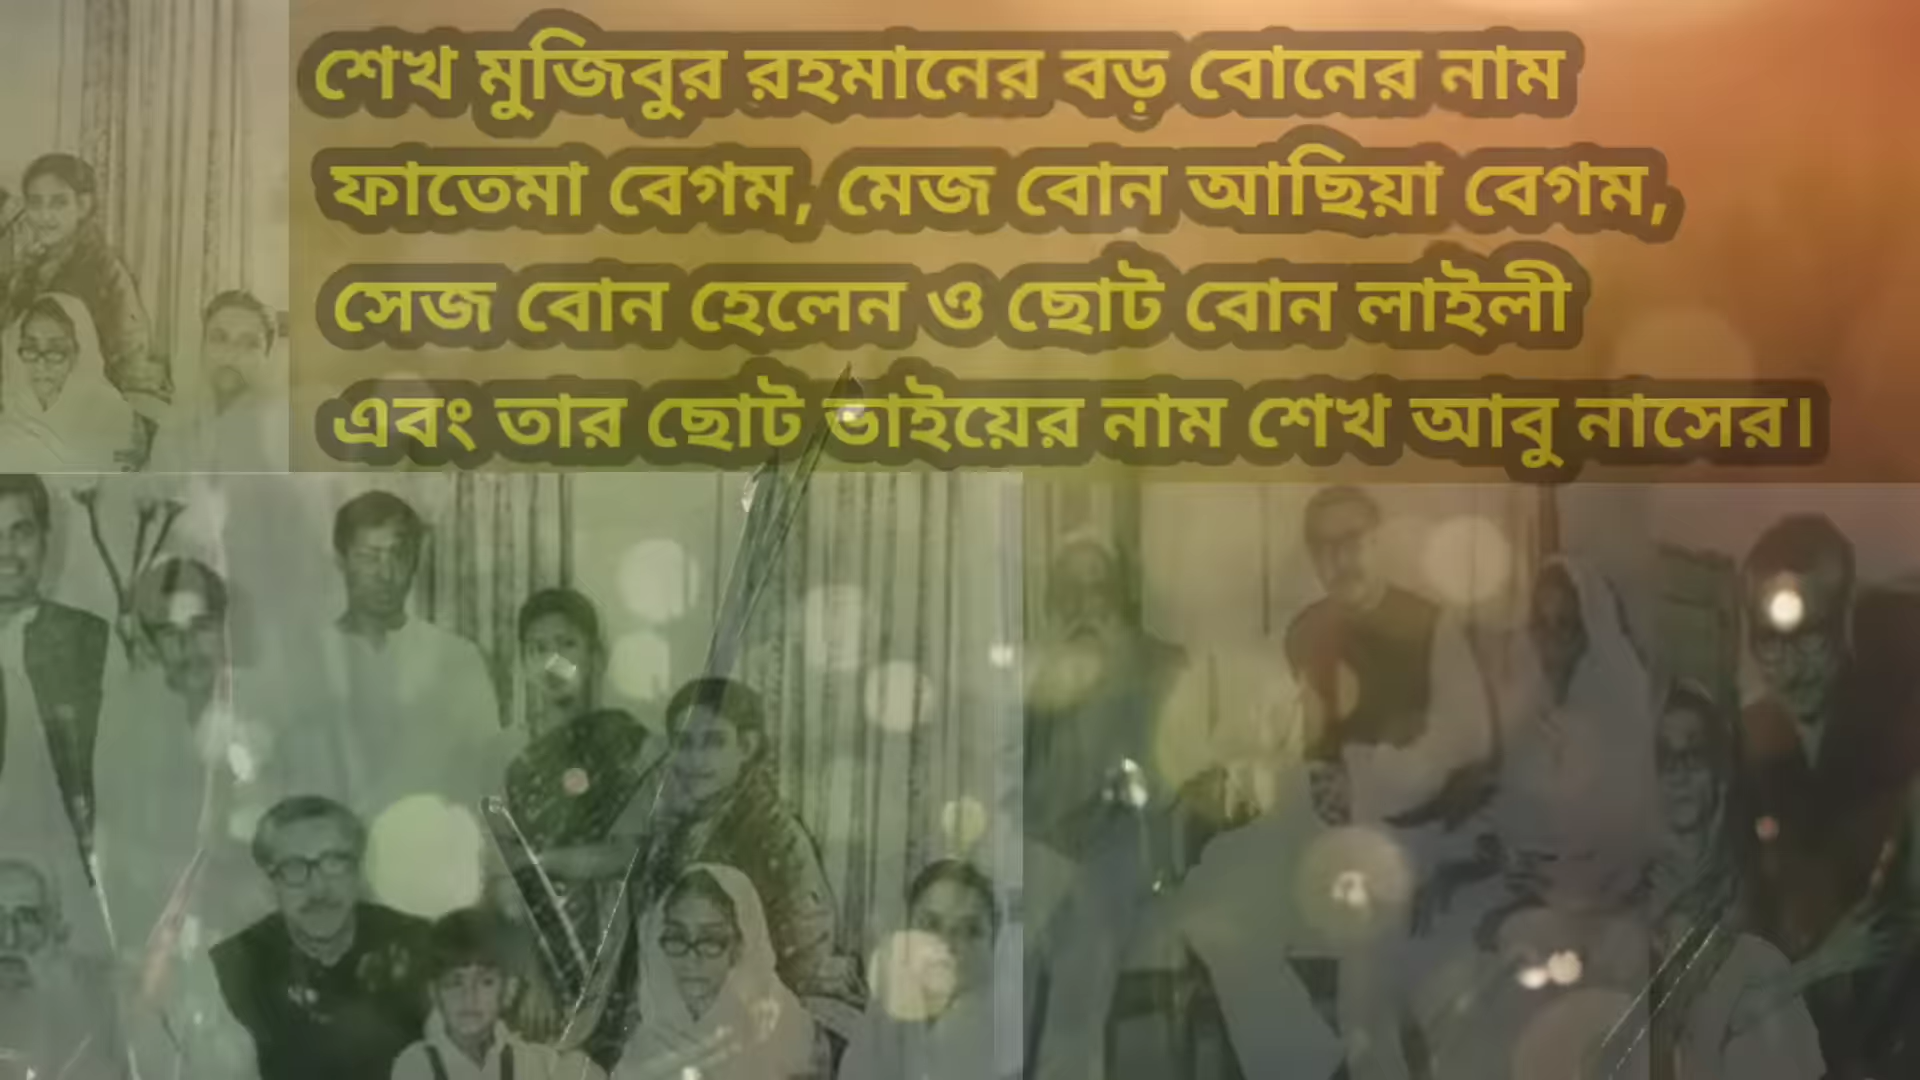 শেখ মুজিবুর রহমানের বড় বোনের নাম
ফাতেমা বেগম, মেজ বোন আছিয়া বেগম,
সেজ বোন হেলেন ও ছোট বোন লাইলী
এবং তার ছোট ভাইয়ের নাম শেখ আবু নাসের।